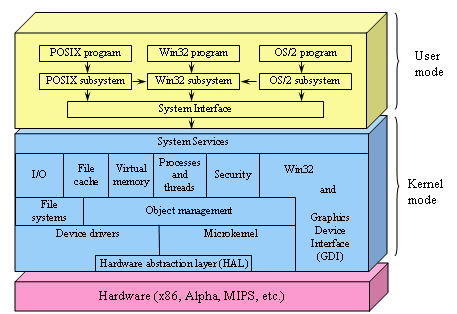 POSIX program
Win32 program
OS/2 program
POSIX subsystem
Win32 subsystem
OS/2 subsystem
System Interface
User
mode
System Services
I/O
File
cache
Virtual
memory
Processes
and
threads
Security
Win32
and
Graphics
Device
Interface
(GDI)
File
systems
Object management
Device drivers
Microkernel
Hardware abstraction layer (HAL)
Kernel
mode
Hardware (x86, Alpha, MIPS, etc.)